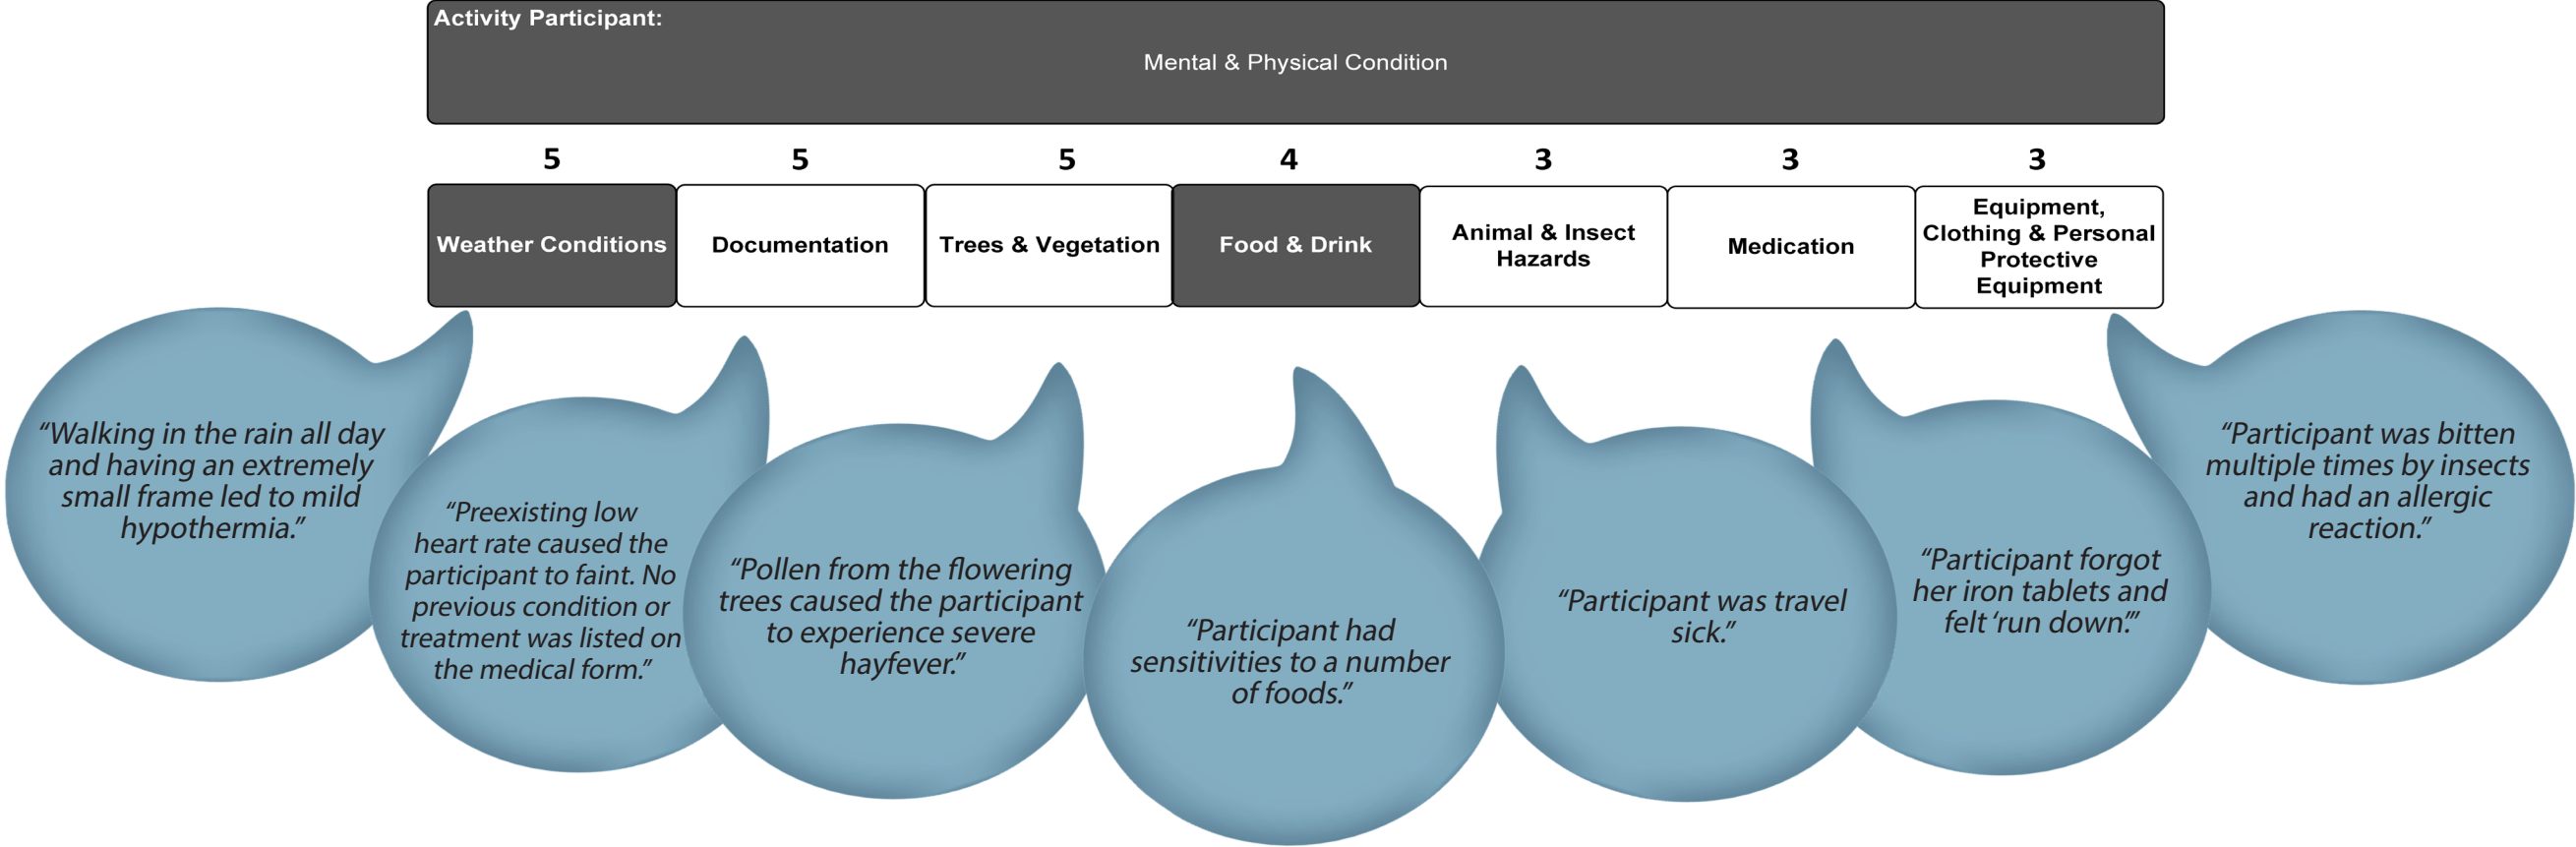 Activity Participant:
Mental & Physical Condition
5
5
5
4
3
3
3
Weather Conditions
Documentation
Trees & Vegetation
Food & Drink
Animal & Insect
Hazards
Medication
Equipment,
Clothing & Personal
Protective
Equipment
“Walking in the rain all day
and having an extremely
small frame led to mild
hypothermia.”
“Preexisting low
heart rate caused the
participant to faint. No
previous condition or
treatment was listed on
the medical form.”
“Pollen from the flowering
trees caused the participant
to experience severe
hayfever.”
“Participant had
sensitivities to a number
of foods.”
“Participant was travel
sick.”
“Participant forgot
her iron tablets and
felt ‘run down’.”
“Participant was bitten
multiple times by insects
and had an allergic
reaction.”